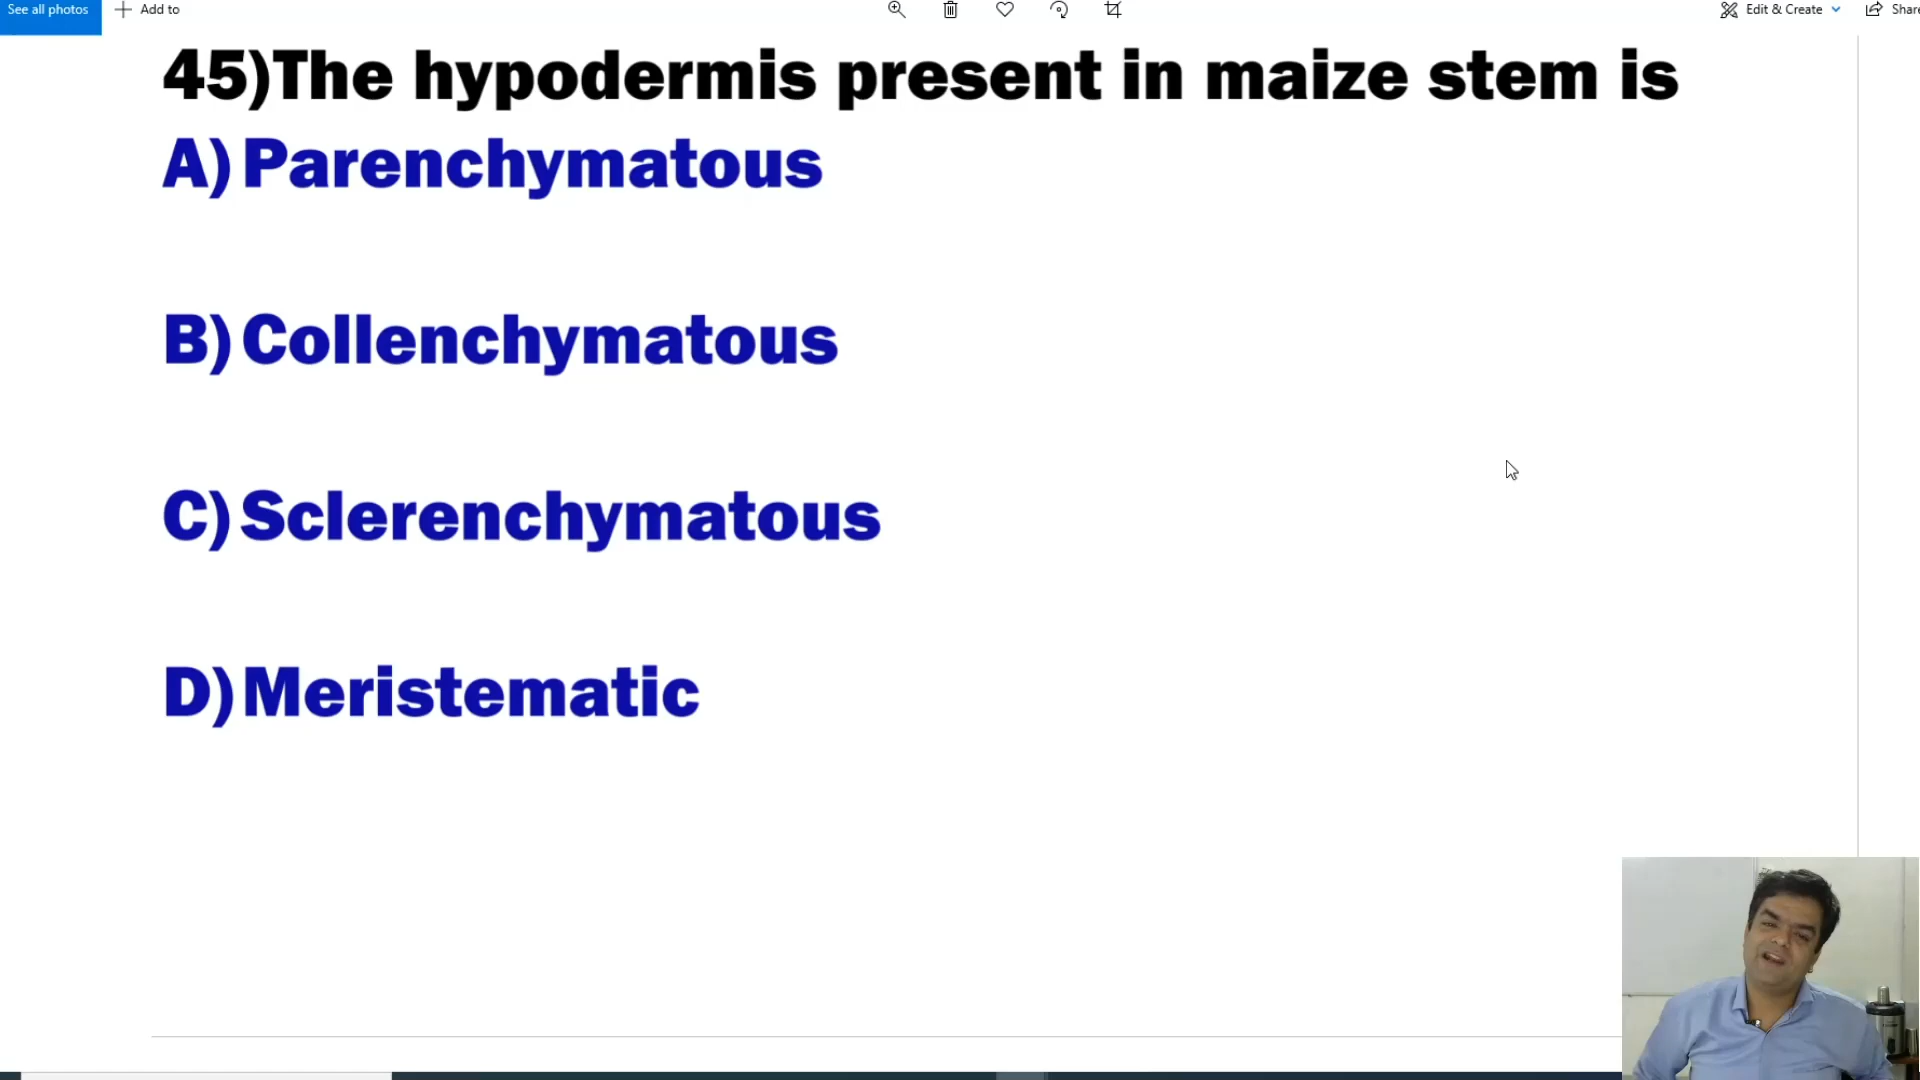 See all photos Add to Edit & Create Share
45)The hypodermis present in maize stem is
A) Parenchymatous
B) Collenchymatous
C) Sclerenchymatous
D) Meristematic